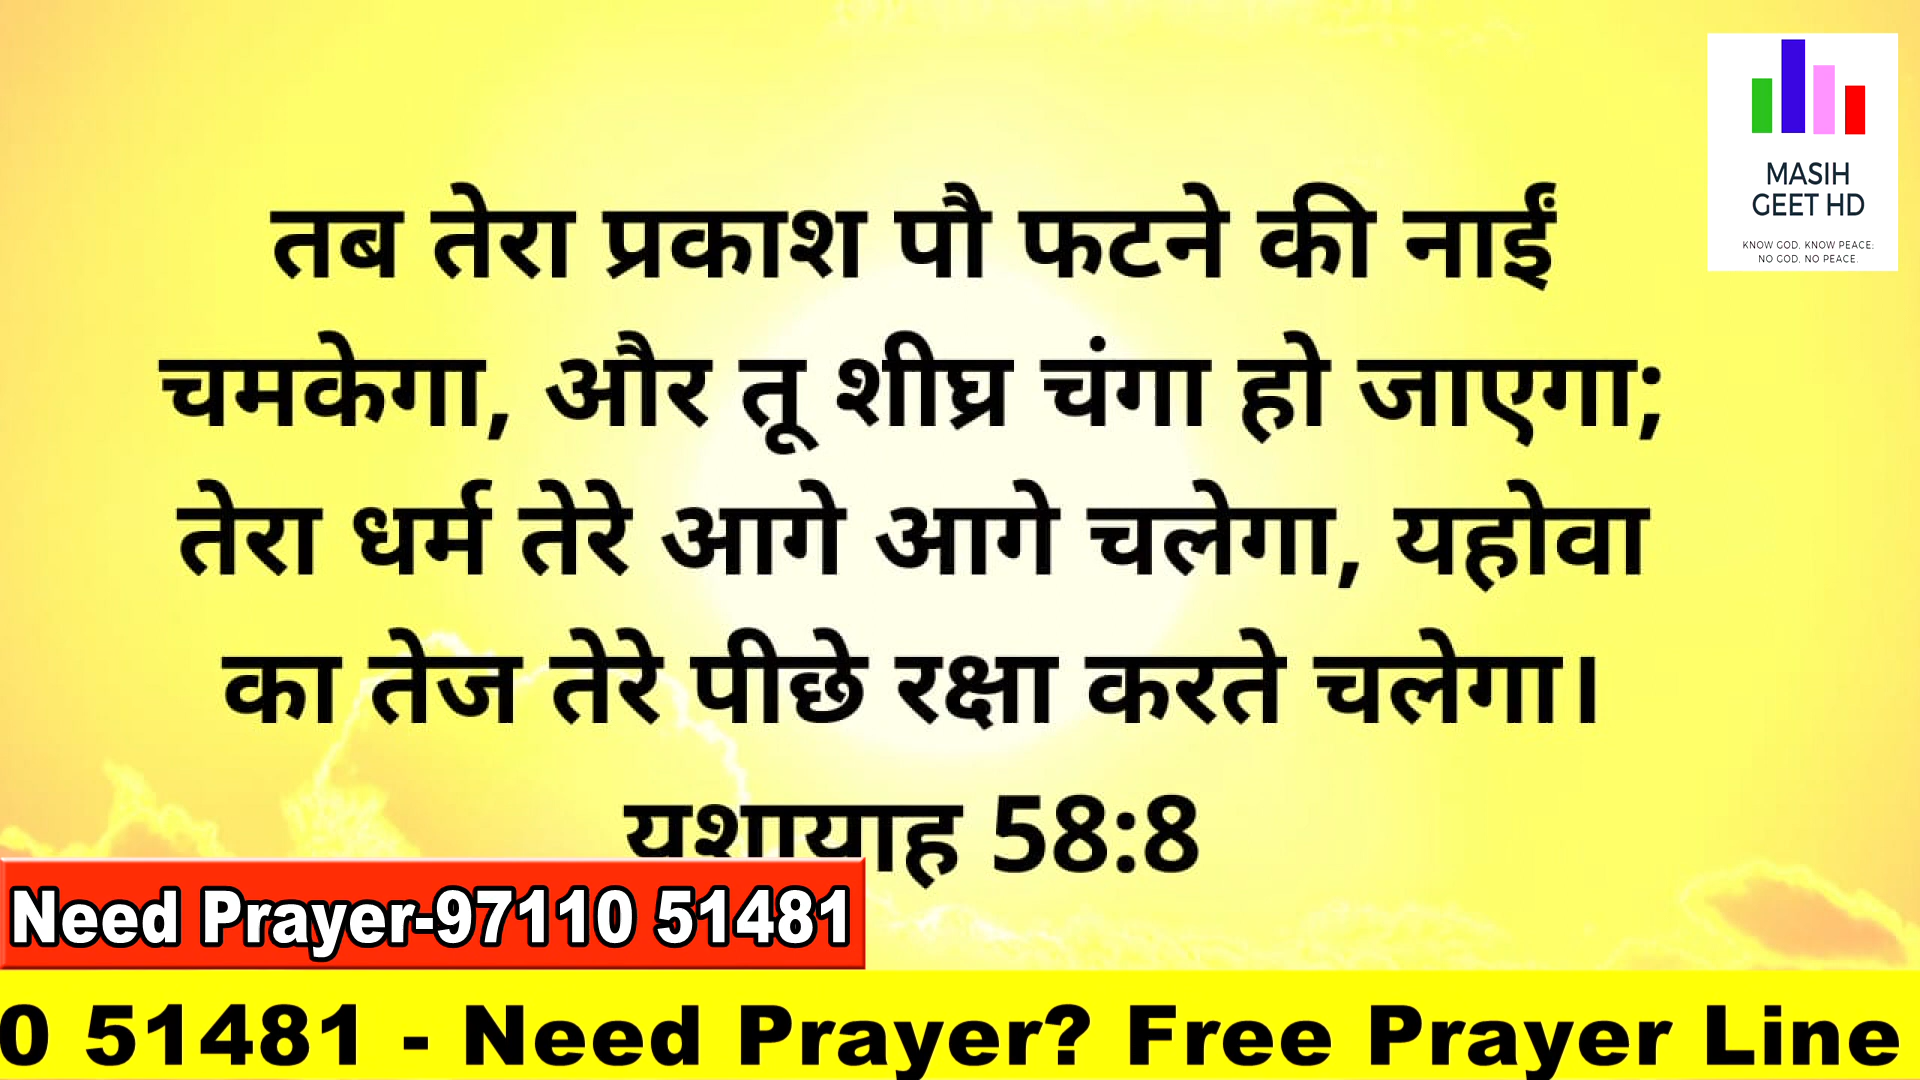 तब तेरा प्रकाश पौ फटने की नाईं
चमकेगा, और तू शीघ्र चंगा हो जाएगा;
तेरा धर्म तेरे आगे आगे चलेगा, यहोवा
का तेज तेरे पीछे रक्षा करते चलेगा।
यशायाह 58:8
MASIH
GEET HD
KNOW GOD, KNOW PEACE;
NO GOD, NO PEACE.
Need Prayer-97110 51481
0 51481 - Need Prayer? Free Prayer Line